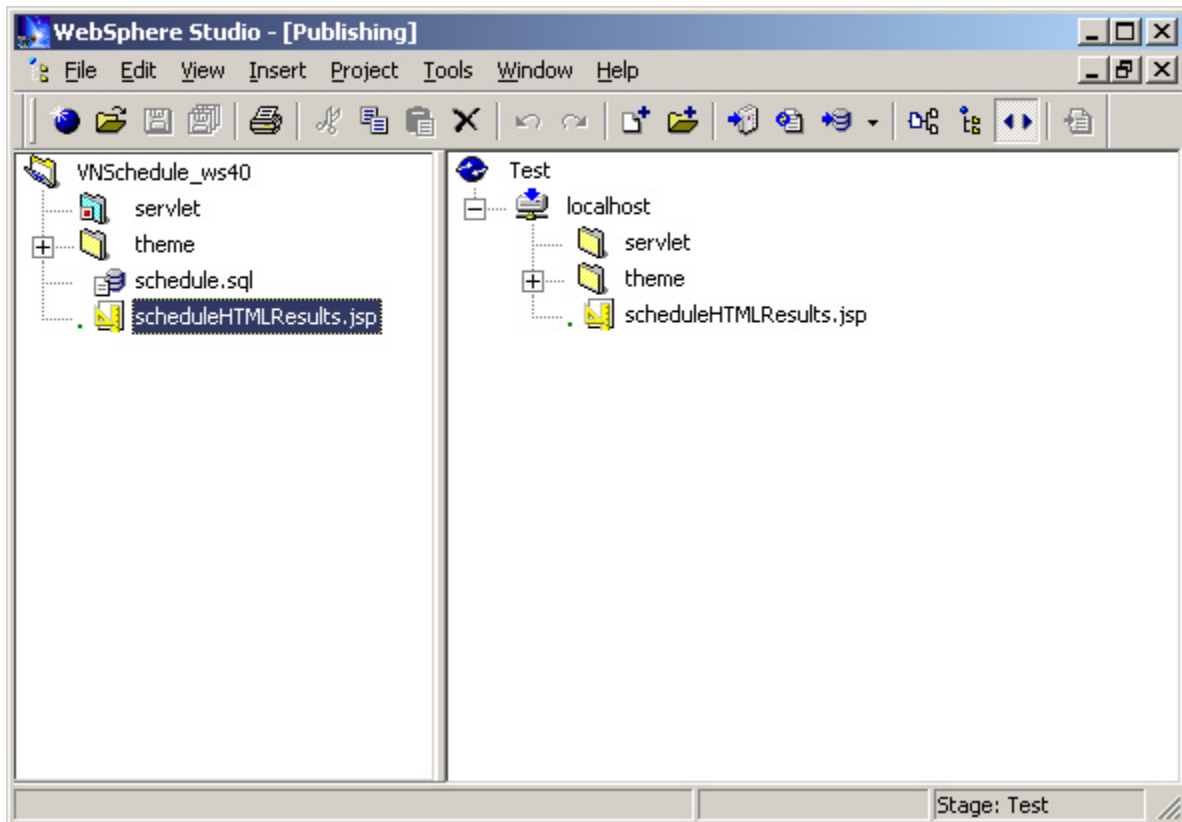 WebSphere Studio - [Publishing]
File Edit View Insert Project Tools Window Help
VNSchedule_ws40
servlet
theme
schedule.sql
scheduleHTMLResults.jsp
Test
localhost
servlet
theme
scheduleHTMLResults.jsp
Stage: Test